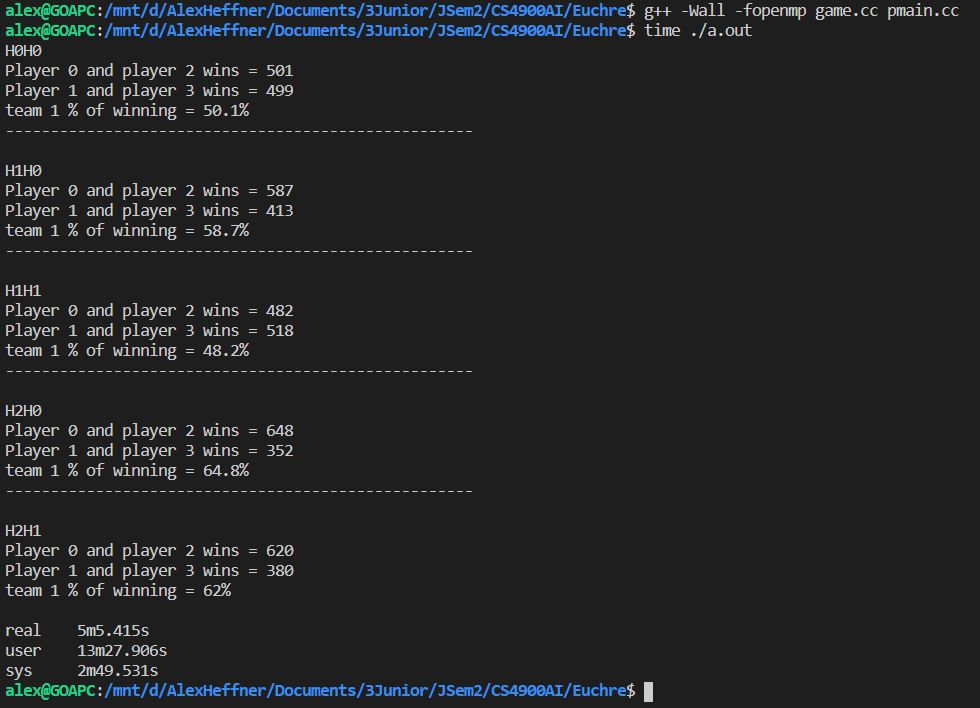 alex@GOAPC:/mnt/d/AlexHeffner/Documents/3Junior/JSem2/CS4900AI/Euchre$ g++ -Wall -fopenmp game.cc pmain.cc
alex@GOAPC:/mnt/d/AlexHeffner/Documents/3Junior/JSem2/CS4900AI/Euchre$ time ./a.out
H0H0
Player 0 and player 2 wins = 501
Player 1 and player 3 wins = 499
team 1 % of winning = 50.1%
----------------------------------------------------
H1H0
Player 0 and player 2 wins = 587
Player 1 and player 3 wins = 413
team 1 % of winning = 58.7%
----------------------------------------------------
H1H1
Player 0 and player 2 wins = 482
Player 1 and player 3 wins = 518
team 1 % of winning = 48.2%
----------------------------------------------------
H2H0
Player 0 and player 2 wins = 648
Player 1 and player 3 wins = 352
team 1 % of winning = 64.8%
----------------------------------------------------
H2H1
Player 0 and player 2 wins = 620
Player 1 and player 3 wins = 380
team 1 % of winning = 62%
real    5m5.415s
user    13m27.906s
sys     2m49.531s
alex@GOAPC:/mnt/d/AlexHeffner/Documents/3Junior/JSem2/CS4900AI/Euchre$